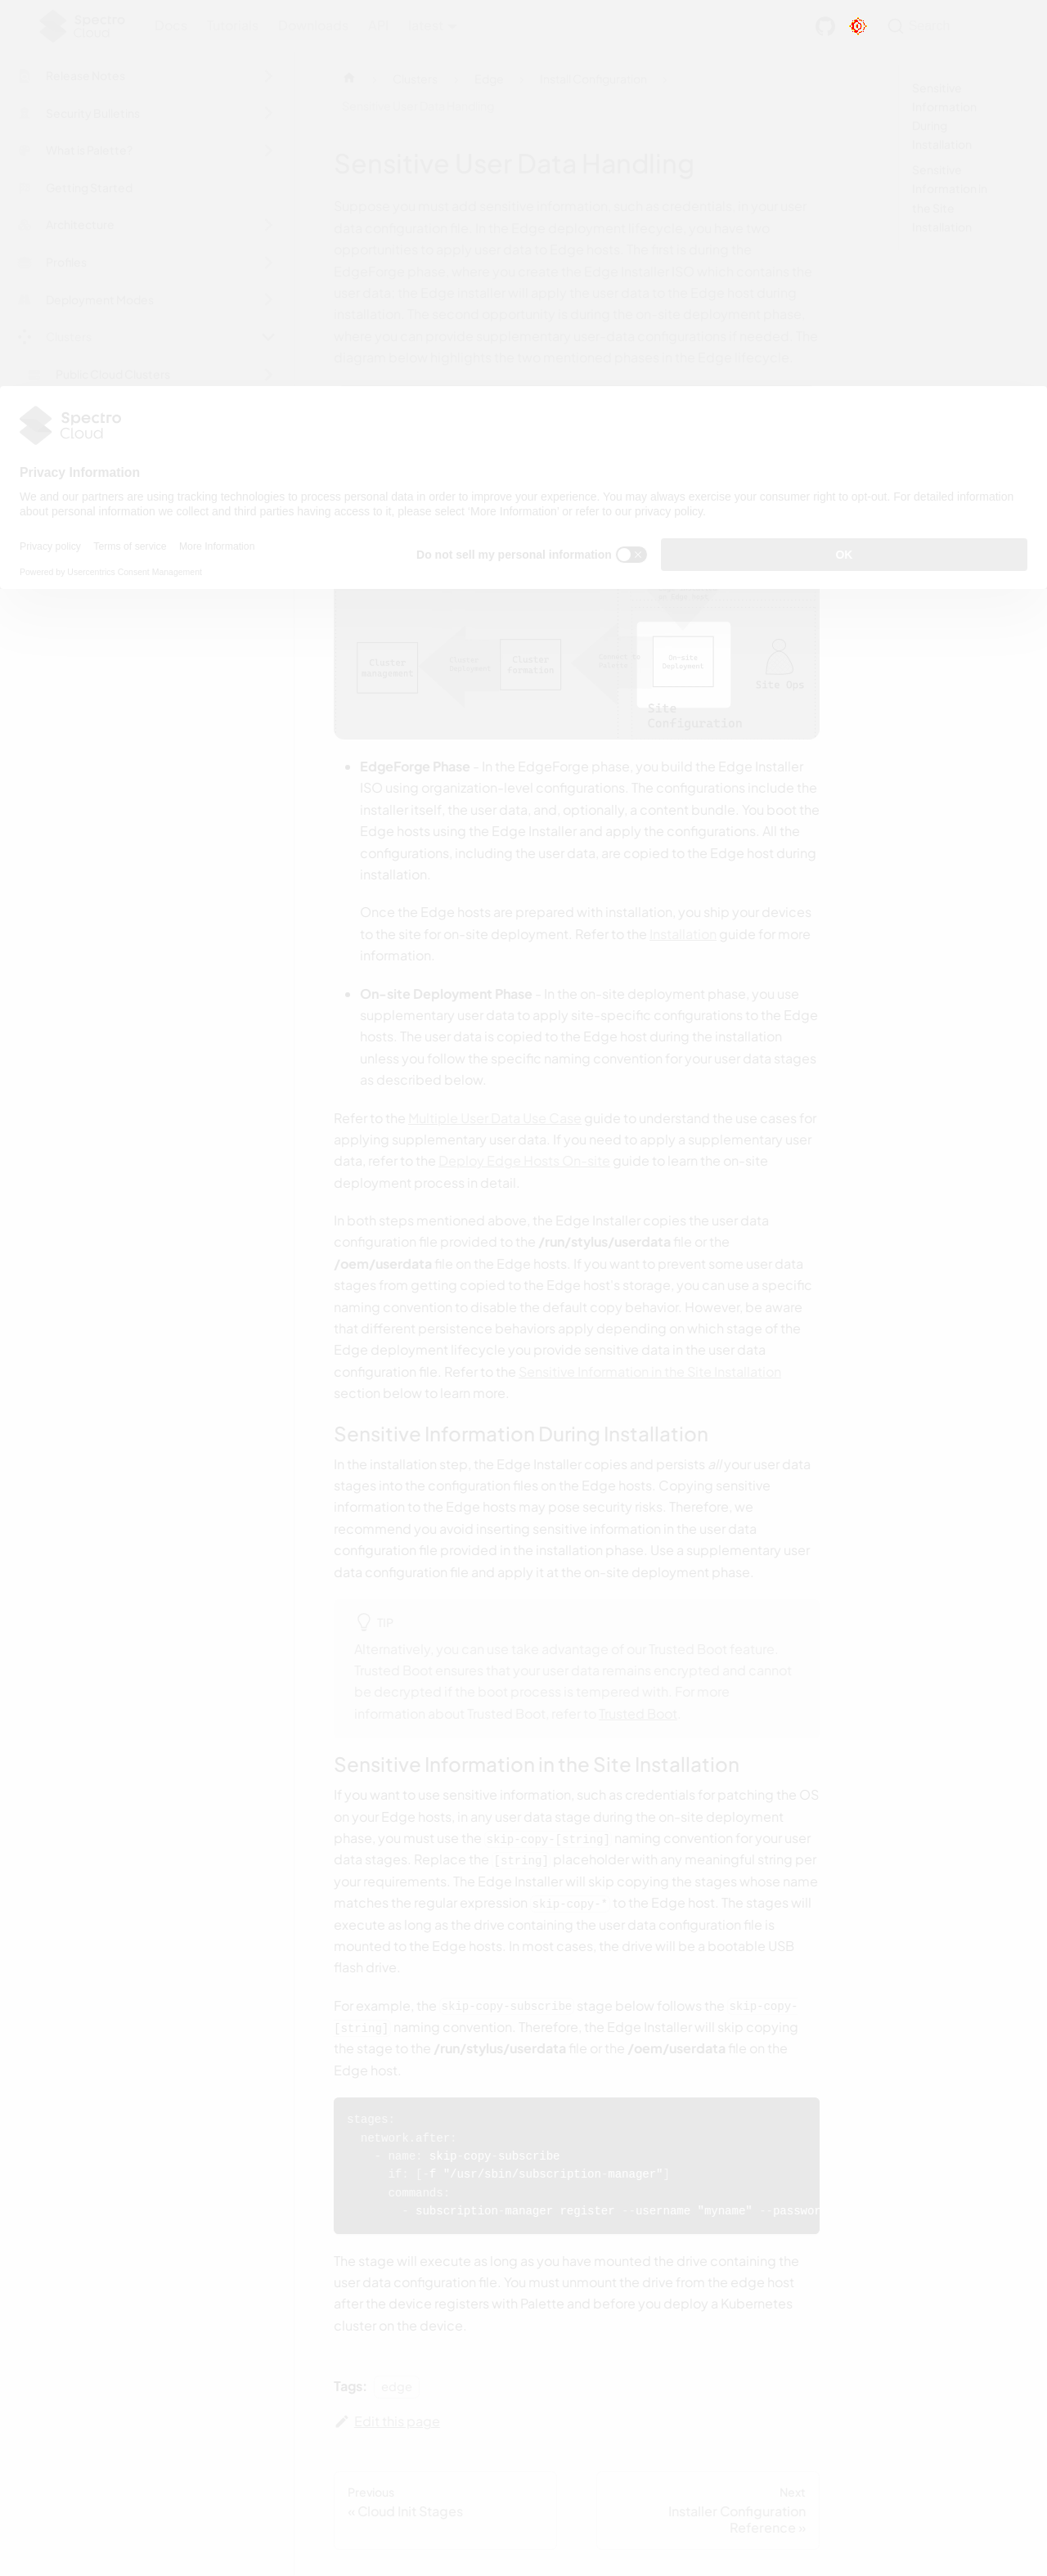 Spectro
Cloud
Release Notes
Security Bulletins
What is Palette?
Getting Started
Architecture
Profiles
Deployment Modes
Clusters
Public Cloud Clusters
Clusters
Edge
Sensitive User Data Handling
Sensitive
Information
During
Installation
Sensitive
Information in
the Site
Installation
Sensitive User Data Handling
Suppose you must add sensitive information, such as credentials, in your user
data configuration file. In the Edge deployment lifecycle, you have two
opportunities to apply user data to Edge hosts. The first is during the
EdgeForge phase, where you create the Edge Installer ISO which contains the
user data; the Edge installer will apply the user data to the Edge host during
installation. The second opportunity is during the on-site deployment phase,
where you can provide supplementary user-data configurations if needed. The
diagram below highlights the two mentioned phases in the Edge lifecycle.
Spectro
Cloud
Privacy Information
We and our partners are using tracking technologies to process personal data in order to improve your experience. You may always exercise your consumer right to opt-out. For detailed information
about personal information we collect and third parties having access to it, please select ‘More Information’ or refer to our privacy policy.
Privacy policy Terms of service More Information
Do not sell my personal information
OK
Powered by Usercentrics Consent Management
Cluster
management
Cluster
Deployment
Cluster
Formation
On-site
Deployment
Site Ops
Site
Configuration
EdgeForge Phase - In the EdgeForge phase, you build the Edge Installer
ISO using organization-level configurations. The configurations include the
installer itself, the user data, and, optionally, a content bundle. You boot the
Edge hosts using the Edge Installer and apply the configurations. All the
configurations, including the user data, are copied to the Edge host during
installation.
Once the Edge hosts are prepared with installation, you ship your devices
to the site for on-site deployment. Refer to the Installation guide for more
information.
On-site Deployment Phase - In the on-site deployment phase, you use
supplementary user data to apply site-specific configurations to the Edge
hosts. The user data is copied to the Edge host during the installation
unless you follow the specific naming convention for your user data stages
as described below.
Refer to the Multiple User Data Use Case guide to understand the use cases for
applying supplementary user data. If you need to apply a supplementary user
data, refer to the Deploy Edge Hosts On-site guide to learn the on-site
deployment process in detail.
In both steps mentioned above, the Edge Installer copies the user data
configuration file provided to the /run/stylus/userdata file or the
/oem/userdata file on the Edge hosts. If you want to prevent some user data
stages from getting copied to the Edge host's storage, you can use a specific
naming convention to disable the default copy behavior. However, be aware
that different persistence behaviors apply depending on which stage of the
Edge deployment lifecycle you provide sensitive data in the user data
configuration file. Refer to the Sensitive Information in the Site Installation
section below to learn more.
Sensitive Information During Installation
In the installation step, the Edge Installer copies and persists all your user data
stages into the configuration files on the Edge hosts. Copying sensitive
information to the Edge hosts may pose security risks. Therefore, we
recommend you avoid inserting sensitive information in the user data
configuration file provided in the installation phase. Use a supplementary user
data configuration file and apply it at the on-site deployment phase.
TIP
Alternatively, you can use take advantage of our Trusted Boot feature.
Trusted Boot ensures that your user data remains encrypted and cannot
be decrypted if the boot process is tempered with. For more
information about Trusted Boot, refer to Trusted Boot.
Sensitive Information in the Site Installation
If you want to use sensitive information, such as credentials for patching the OS
on your Edge hosts, in any user data stage during the on-site deployment
phase, you must use the skip-copy-[string] naming convention for your user
data stages. Replace the [string] placeholder with any meaningful string per
your requirements. The Edge Installer will skip copying the stages whose name
matches the regular expression skip-copy-* to the Edge host. The stages will
execute as long as the drive containing the user data configuration file is
mounted to the Edge hosts. In most cases, the drive will be a bootable USB
flash drive.
For example, the skip-copy-subscribe stage below follows the skip-copy-
[string] naming convention. Therefore, the Edge Installer will skip copying
the stage to the /run/stylus/userdata file or the /oem/userdata file on the
Edge host.
stages:
network.after:
- name: skip-copy-subscribe
if: [-f "/usr/sbin/subscription-manager"]
commands:
- subscription-manager register --username "myname" --passwor
The stage will execute as long as you have mounted the drive containing the
user data configuration file. You must unmount the drive from the edge host
after the device registers with Palette and before you deploy a Kubernetes
cluster on the device.
Tags: edge
Edit this page
Previous
« Cloud Init Stages
Next
Installer Configuration
Reference »